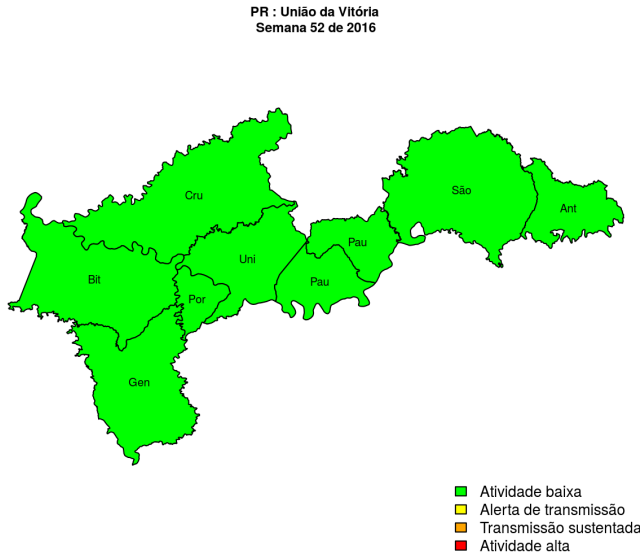 PR : União da Vitória
Semana 52 de 2016
Cru
São
Ant
Pau
Uni
Bit
Pau
Por
Gen
Atividade baixa
Alerta de transmissão
Transmissão sustentada
Atividade alta